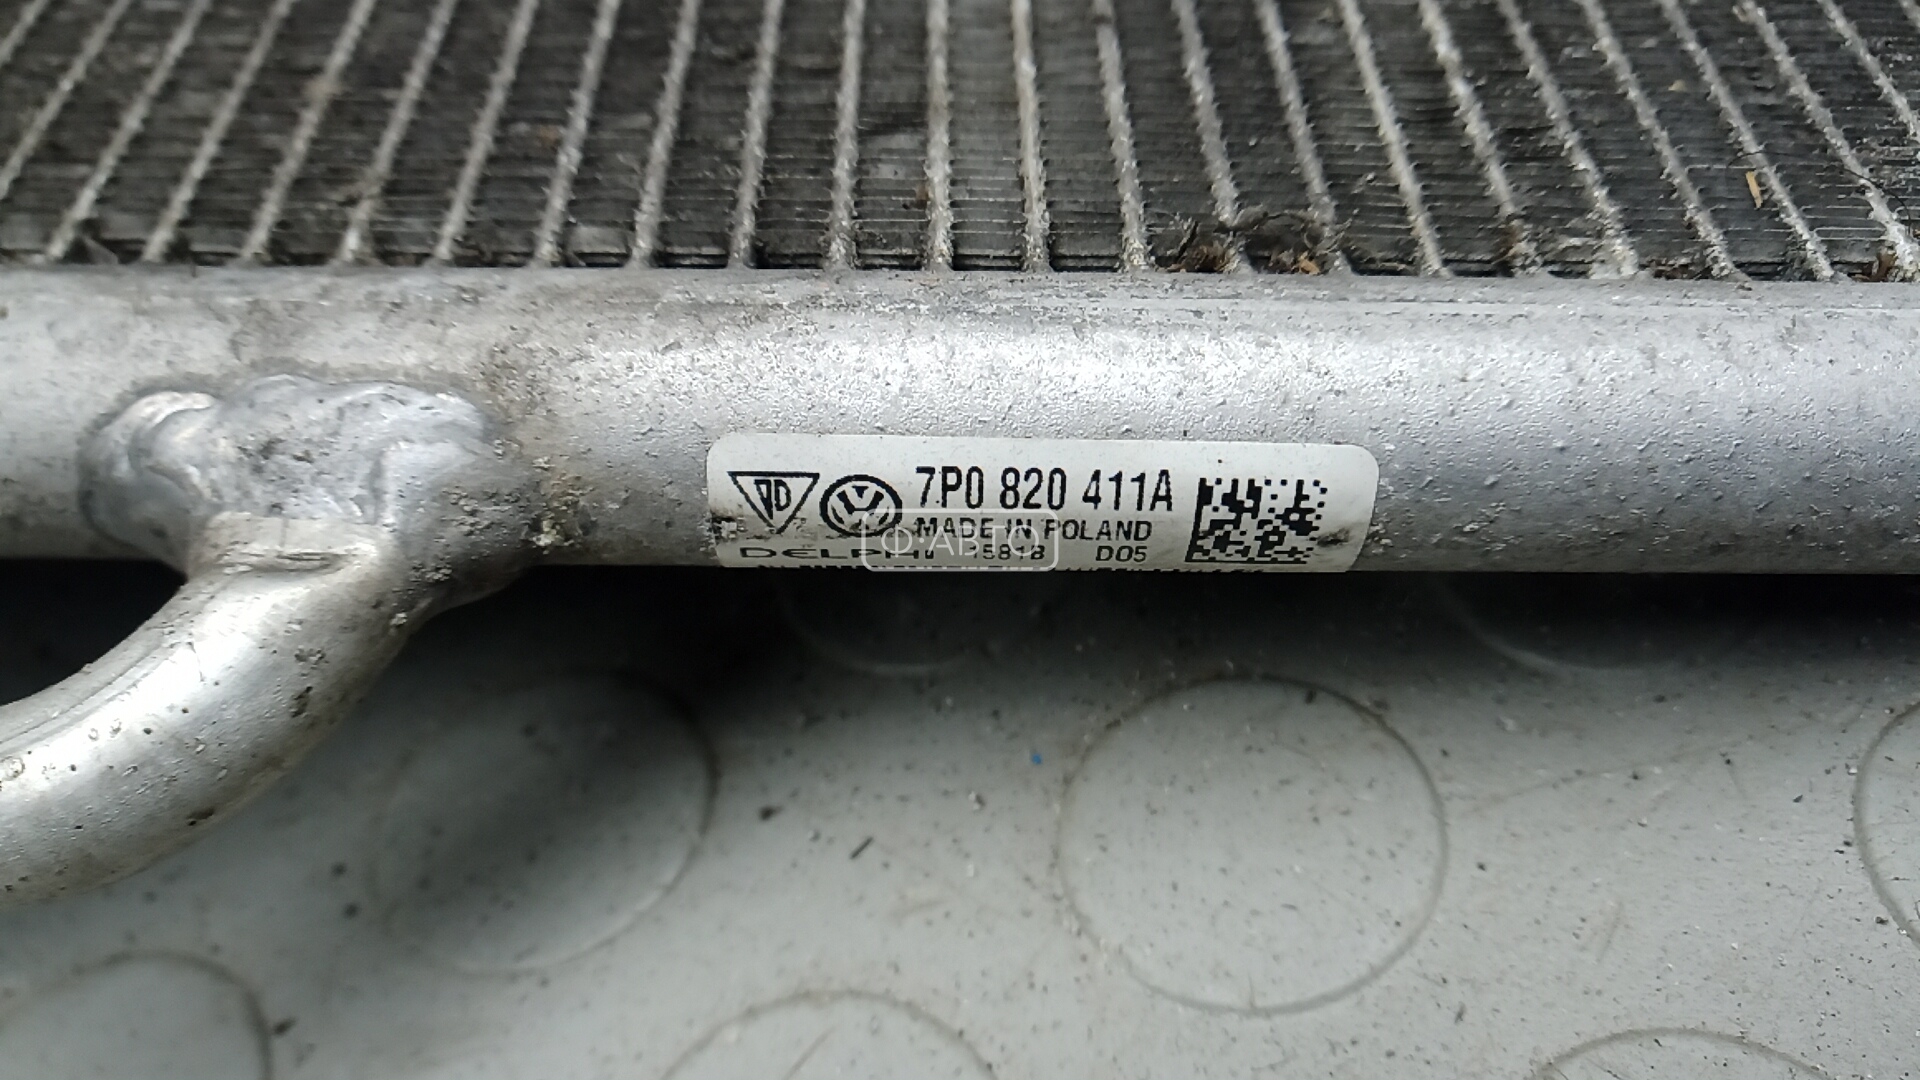 7P0 820 411A
MADE IN POLAND
DELPHI D05
ФАВТО